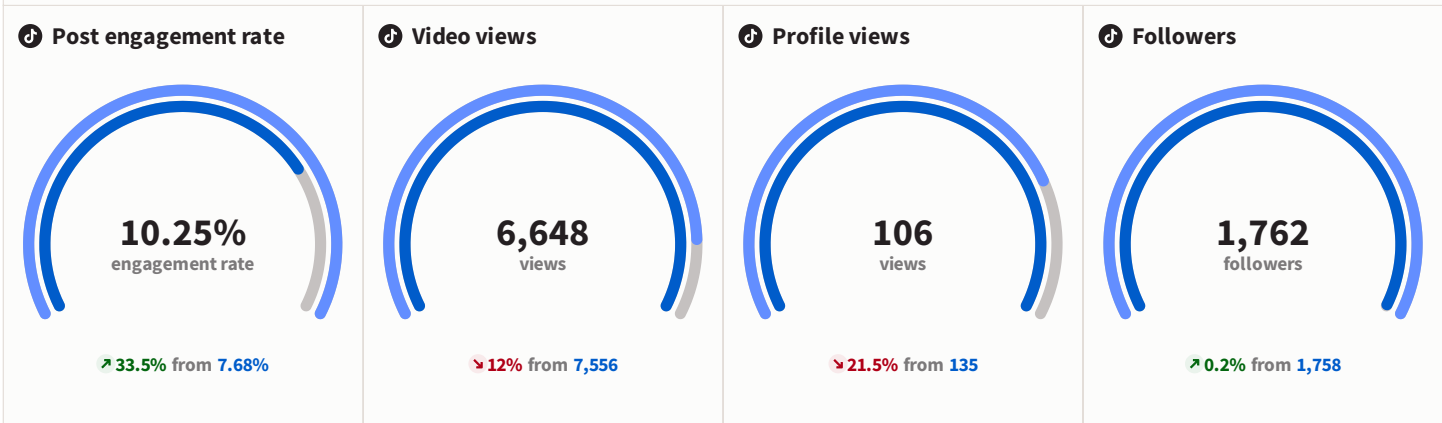 Post engagement rate
10.25%
engagement rate
33.5% from 7.68%
Video views
6,648
views
12% from 7,556
Profile views
106
views
21.5% from 135
Followers
1,762
followers
0.2% from 1,758